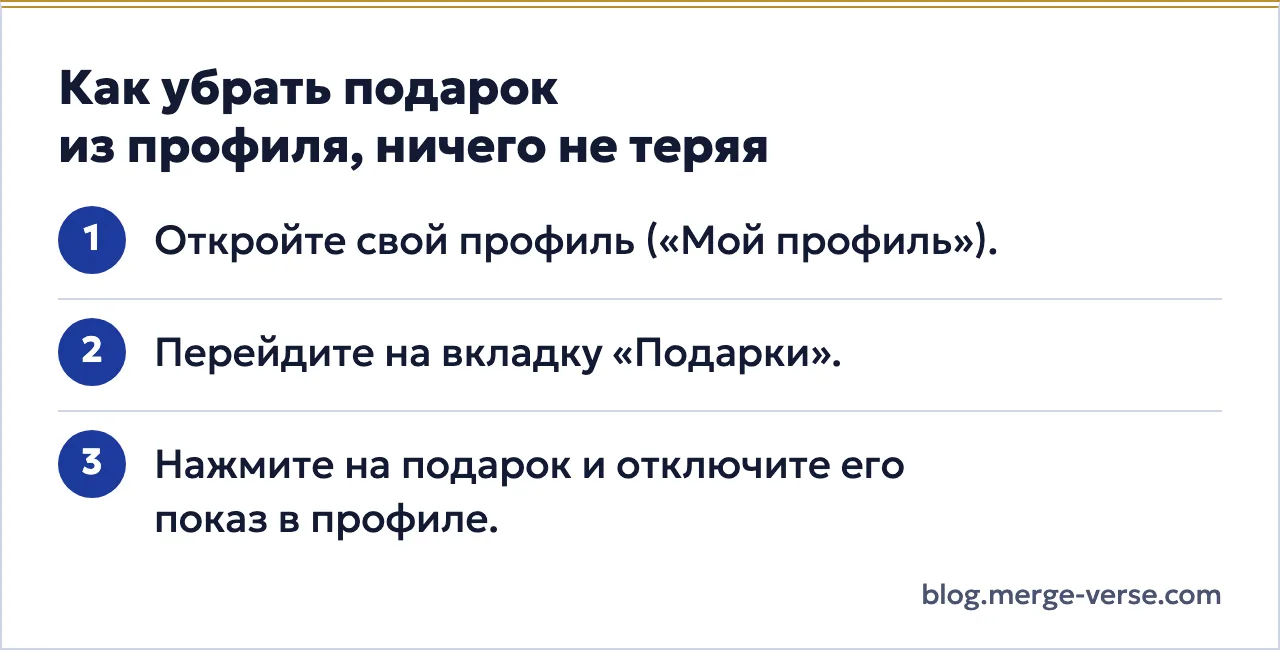 Как убрать подарок
из профиля, ничего не теряя
1
Откройте свой профиль («Мой профиль»).
2
Перейдите на вкладку «Подарки».
3
Нажмите на подарок и отключите его
показ в профиле.
blog.merge-verse.com